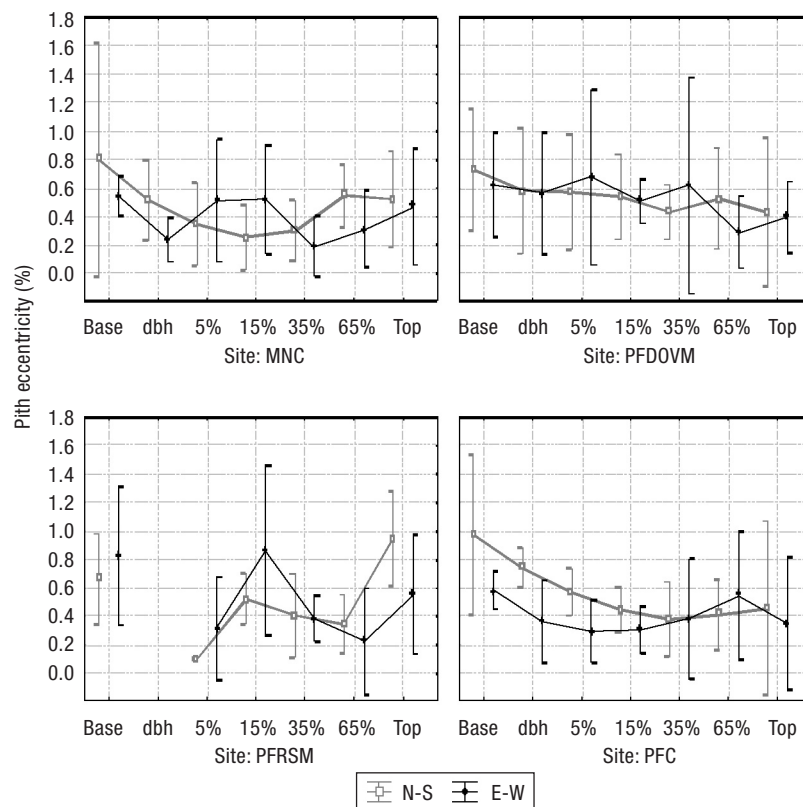 Pith eccentricity (%)
1.8
1.6
1.4
1.2
1.0
0.8
0.6
0.4
0.2
0.0
Base dbh 5% 15% 35% 65% Top
Site: MNC
Base dbh 5% 15% 35% 65% Top
Site: PFDOVM
1.8
1.6
1.4
1.2
1.0
0.8
0.6
0.4
0.2
0.0
Base dbh 5% 15% 35% 65% Top
Site: PFRSM
Base dbh 5% 15% 35% 65% Top
Site: PFC
N-S E-W